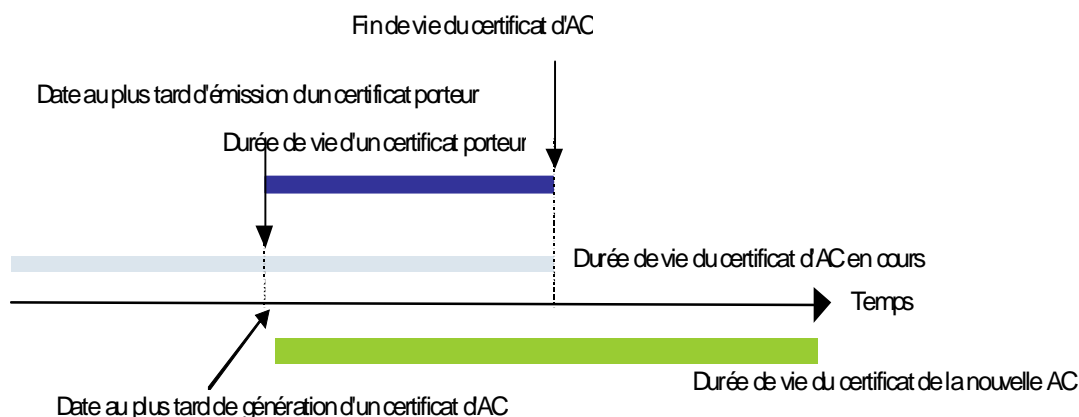 Fin de vie du certificat d'AC
Date au plus tard d'émission d'un certificat porteur
Durée de vie d'un certificat porteur
Durée de vie du certificat d'AC en cours
Temps
Durée de vie du certificat de la nouvelle AC
Date au plus tard de génération d'un certificat d'AC